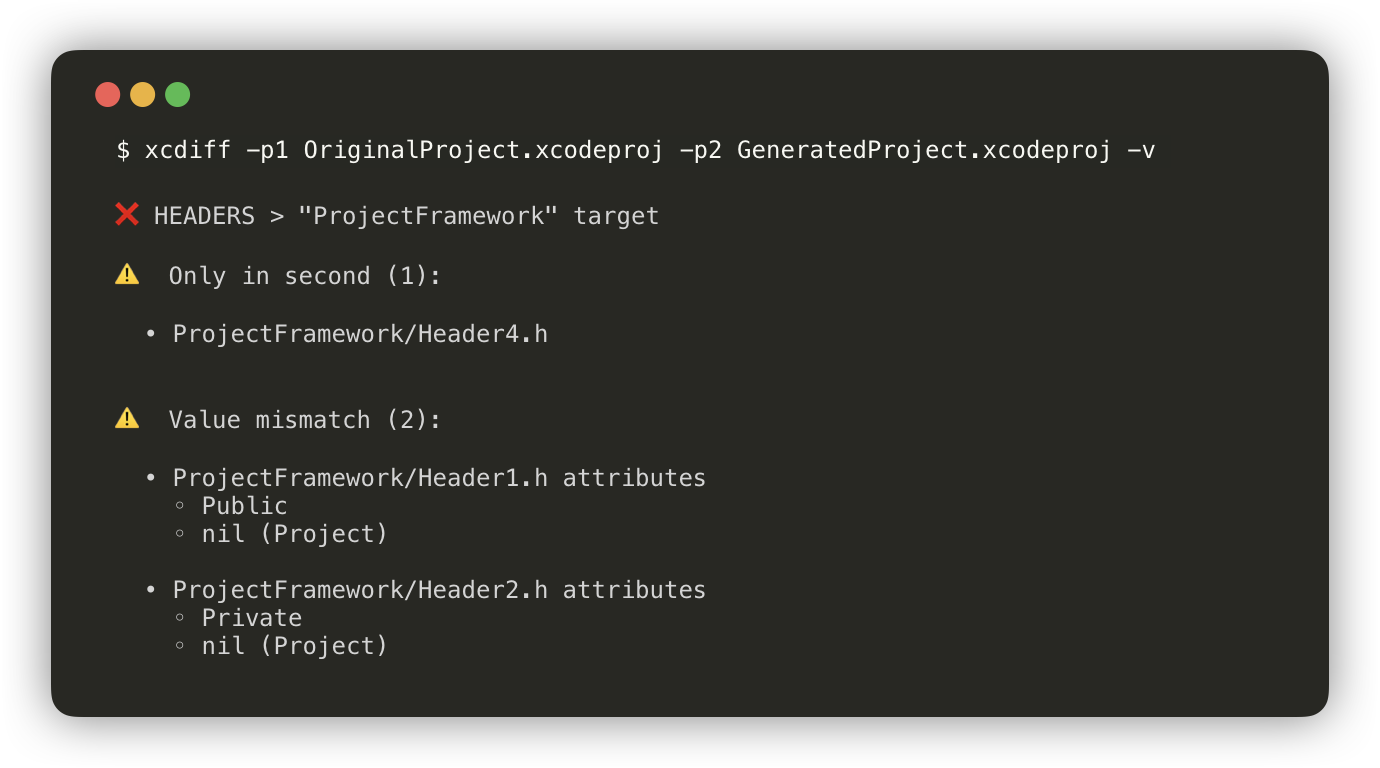 $ xcdiff -p1 OriginalProject.xcodeproj -p2 GeneratedProject.xcodeproj -v
❌ HEADERS > "ProjectFramework" target
⚠️ Only in second (1):
• ProjectFramework/Header4.h
⚠️ Value mismatch (2):
• ProjectFramework/Header1.h attributes
◦ Public
◦ nil (Project)
• ProjectFramework/Header2.h attributes
◦ Private
◦ nil (Project)